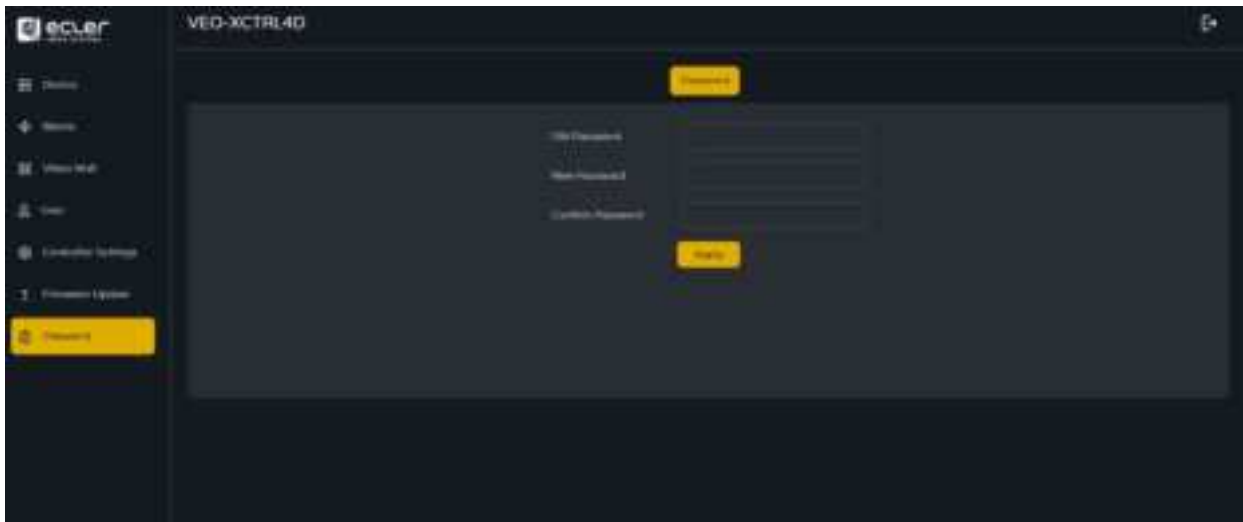 ecler
VEO-XCTRL4D
Device
Matrix
Video Wall
User
Controller Settings
Firmware Update
Password
Password
Old Password
New Password
Confirm Password
Apply